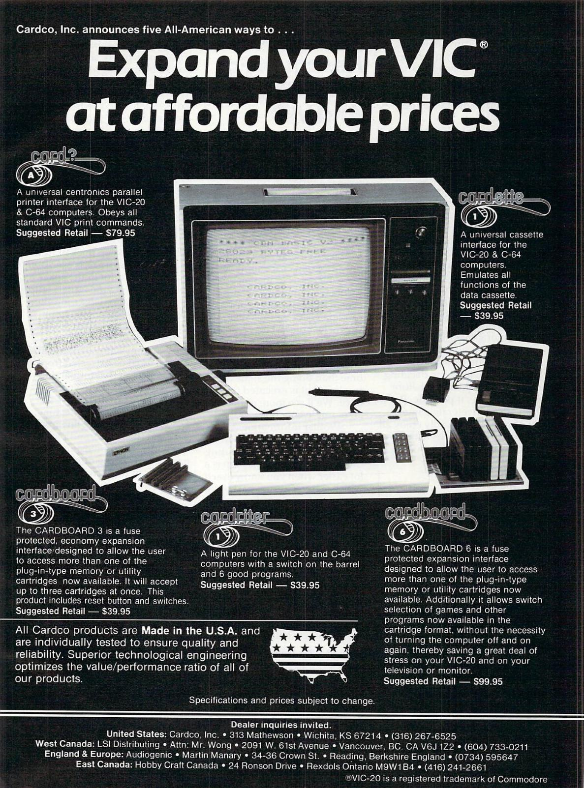 Cardco, Inc. announces five All-American ways to . . .
Expand your VIC®
at affordable prices
card?
A
A universal centronics parallel
printer interface for the VIC-20
& C-64 computers. Obeys all
standard VIC print commands.
Suggested Retail — $79.95
cardette
1
A universal cassette
interface for the
VIC-20 & C-64
computers.
Emulates all
functions of the
data cassette.
Suggested Retail
— $39.95
**** CBM BASIC V2 ****
BYTES FREE
READY.
CARDCO, INC.
CARDCO, INC.
CARDCO, INC.
CARDCO, INC.
cardboard
3
The CARDBOARD 3 is a fuse
protected, economy expansion
interface designed to allow the user
to access more than one of the
plug-in-type memory or utility
cartridges now available. It will accept
up to three cartridges at once. This
product includes reset button and switches.
Suggested Retail — $39.95
cardriter
1
A light pen for the VIC-20 and C-64
computers with a switch on the barrel
and 6 good programs.
Suggested Retail — $39.95
cardboard
6
The CARDBOARD 6 is a fuse
protected expansion interface
designed to allow the user to access
more than one of the plug-in-type
memory or utility cartridges now
available. Additionally it allows switch
selection of games and other
programs now available in the
cartridge format, without the necessity
of turning the computer off and on
again, thereby saving a great deal of
stress on your VIC-20 and on your
television or monitor.
Suggested Retail — $99.95
All Cardco products are Made in the U.S.A. and
are individually tested to ensure quality and
reliability. Superior technological engineering
optimizes the value/performance ratio of all of
our products.
Specifications and prices subject to change.
Dealer inquiries invited.
United States: Cardco, Inc. • 313 Mathewson • Wichita, KS 67214 • (316) 267-6525
West Canada: LSI Distributing • Attn: Mr. Wong • 2091 W. 61st Avenue • Vancouver, BC. CA V6J 1Z2 • (604) 733-0211
England & Europe: Audiogenic • Martin Manary • 34-36 Crown St. • Reading, Berkshire England • (0734) 595647
East Canada: Hobby Craft Canada • 24 Ronson Drive • Rexdols Ontario M9W1B4 • (416) 241-2661
®VIC-20 is a registered trademark of Commodore